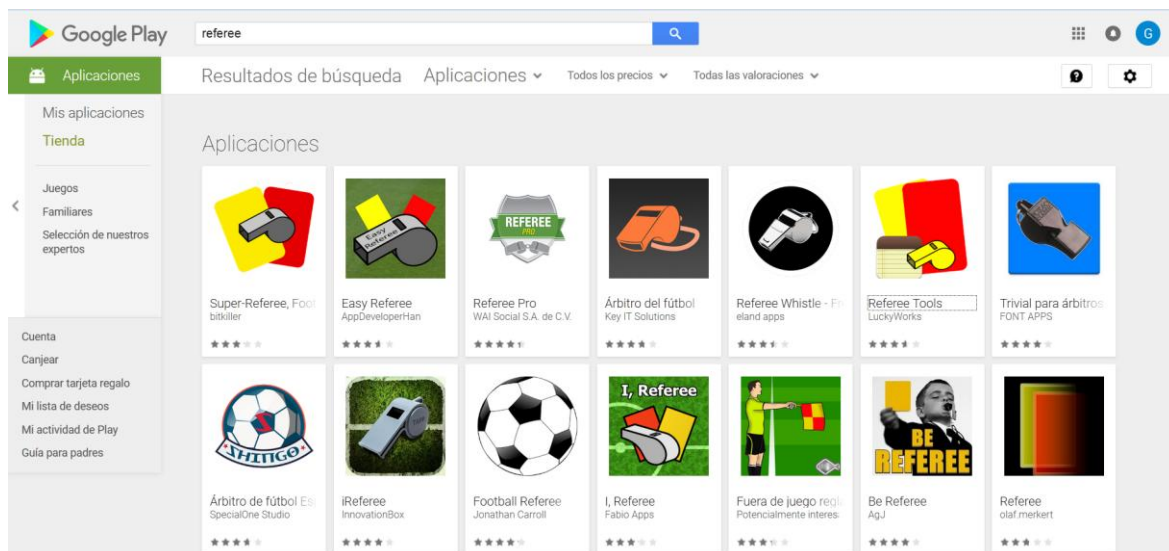 Google Play
referee
G
Aplicaciones
Resultados de búsqueda
Aplicaciones
Todos los precios
Todas las valoraciones
Mis aplicaciones
Tienda
Juegos
Familiares
Selección de nuestros
expertos
Cuenta
Canjear
Comprar tarjeta regalo
Mi lista de deseos
Mi actividad de Play
Guía para padres
Aplicaciones
Easy
Referee
REFEREE
PRO
Super-Referee, Foot
bitkiller
Easy Referee
AppDeveloperHan
Referee Pro
WAI Social S.A. de C.V.
Árbitro del fútbol
Key IT Solutions
Referee Whistle - Fr
eland apps
Referee Tools
LuckyWorks
Trivial para árbitros
FONT APPS
SHINGO
I, Referee
BE
REFEREE
Árbitro de fútbol Es
SpecialOne Studio
iReferee
InnovationBox
Football Referee
Jonathan Carroll
I, Referee
Fabio Apps
Fuera de juego regl
Potencialmente interes
Be Referee
AgJ
Referee
olaf.merkert